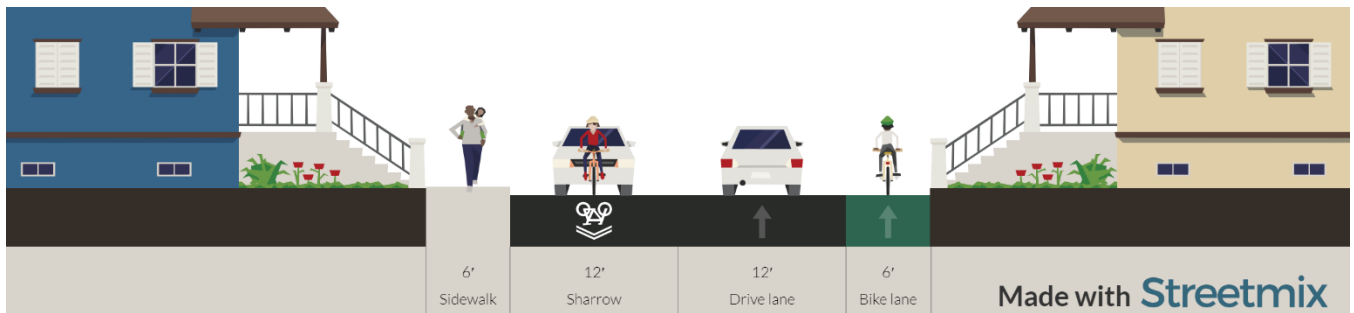 6′ 12′ 12′ 6′
Sidewalk Sharrow Drive lane Bike lane
Made with Streetmix